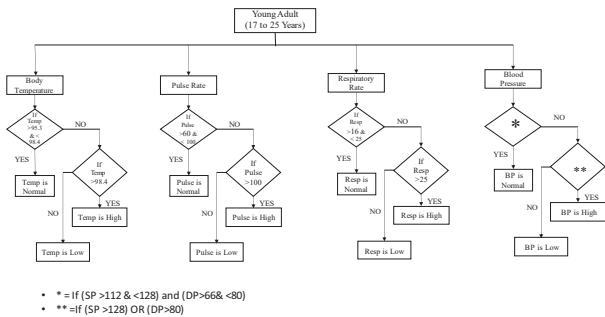 Young Adult
(17 to 25 Years)
Body
Temperature
Pulse Rate
Respiratory
Rate
Blood
Pressure
If
Temp
>95.3
& <
98.4
NO
YES
Temp is
Normal
If
Temp
>98.4
YES
NO
Temp is High
Temp is Low
If
Pulse
>60 &
< 100
NO
YES
Pulse is
Normal
If
Pulse
>100
YES
NO
Pulse is High
Pulse is Low
If
Resp
>16 &
< 25
NO
YES
Resp is
Normal
If
Resp
>25
YES
NO
Resp is High
Resp is Low
*
NO
YES
BP is
Normal
**
YES
NO
BP is High
BP is Low
• * = If (SP >112 & <128) and (DP>66& <80)
• ** =If (SP >128) OR (DP>80)